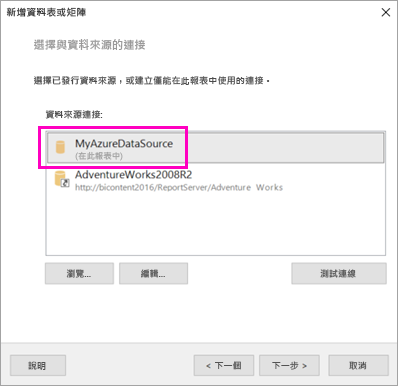 新增資料表或矩陣
選擇與資料來源的連接
選擇已發行資料來源，或建立僅能在此報表中使用的連接。
資料來源連接:
MyAzureDataSource
(在此報表中)
AdventureWorks2008R2
http://bicontent2016/ReportServer/Adventure Works
瀏覽... 編輯... 測試連線
說明 < 下一個 下一步 > 取消